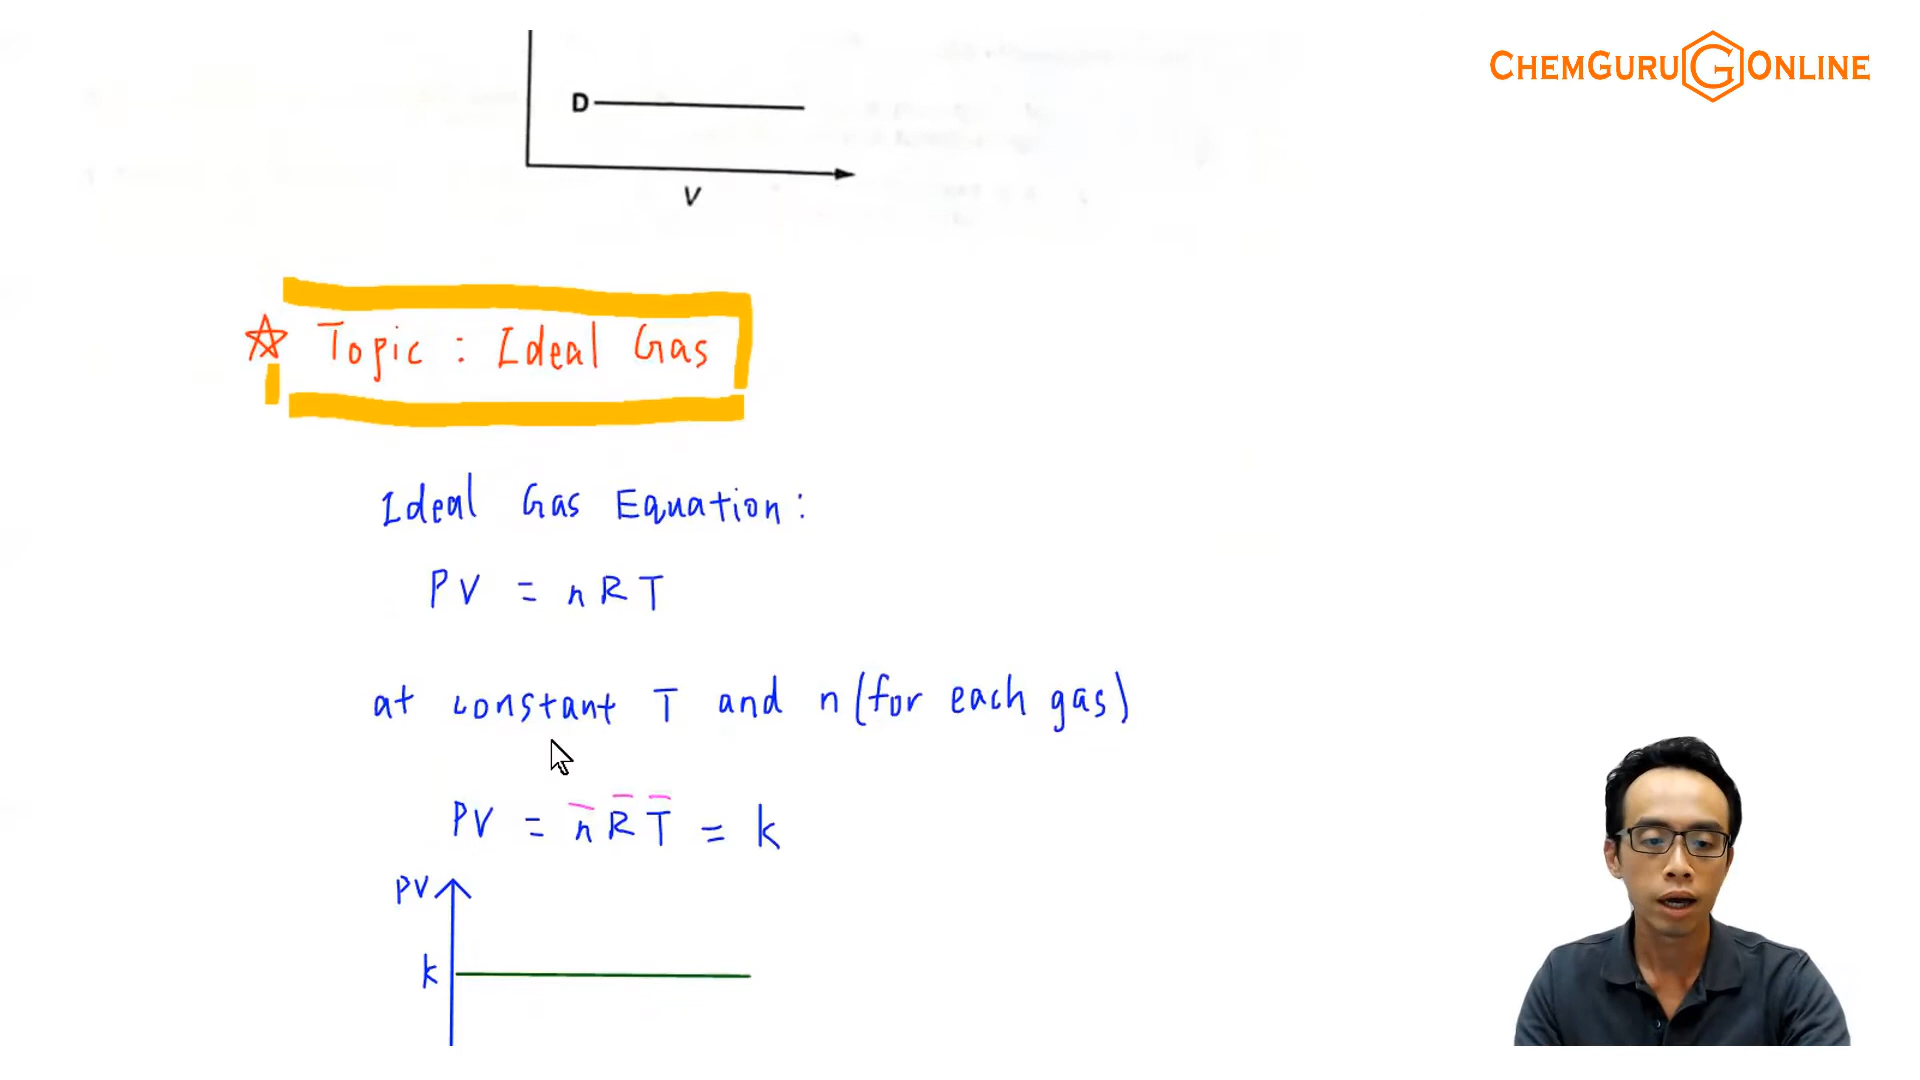 CHEMGURU G ONLINE
D
V
Topic : Ideal Gas
Ideal Gas Equation:
PV = nRT
at constant T and n (for each gas)
PV = nRT = k
PV
k